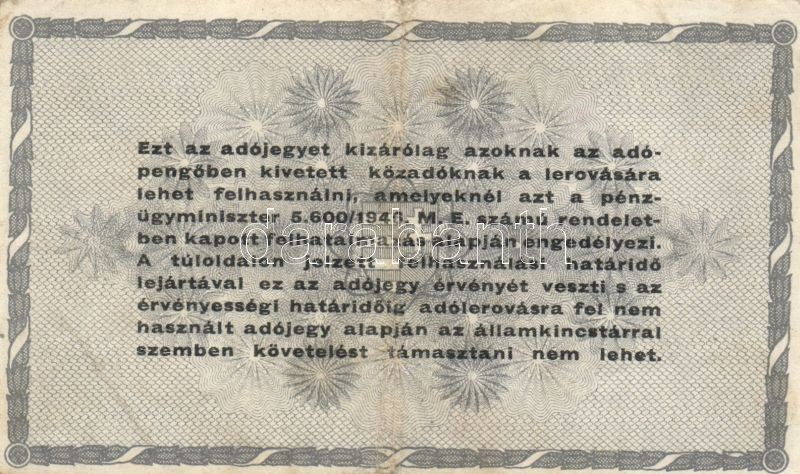 Ezt az adójegyet kizárólag azoknak az adó-
pengőben kivetett közadóknak a lerovására
lehet felhasználni, amelyeknél azt a pénz-
ügyminiszter 5.600/1946. M. E. számú rendelet-
ben kapott felhatalmazás alapján engedélyezi.
A túloldalon jelzett felhasználási határidő
lejártával ez az adójegy érvényét veszti s az
érvényességi határidőig adólerovásra fel nem
használt adójegy alapján az államkincstárral
szemben követelést támasztani nem lehet.